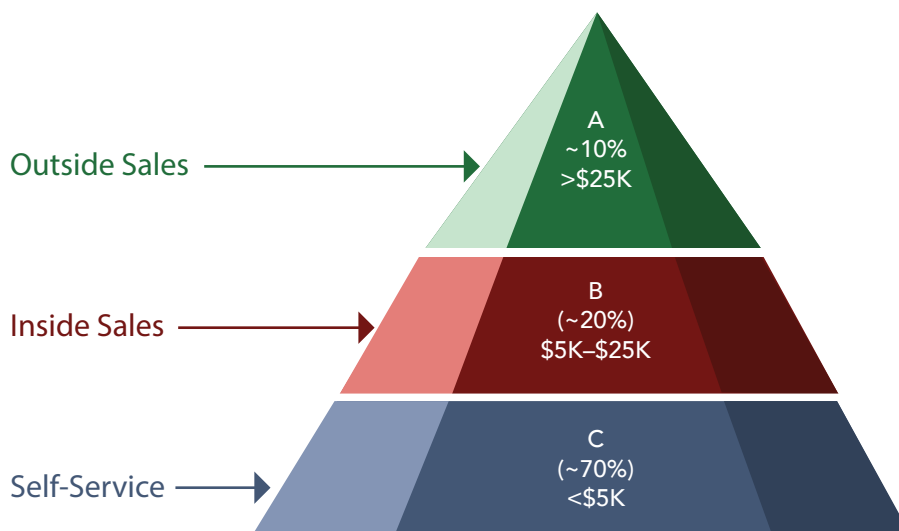 A
~10%
>$25K
Outside Sales
B
(~20%)
$5K–$25K
Inside Sales
C
(~70%)
<$5K
Self-Service